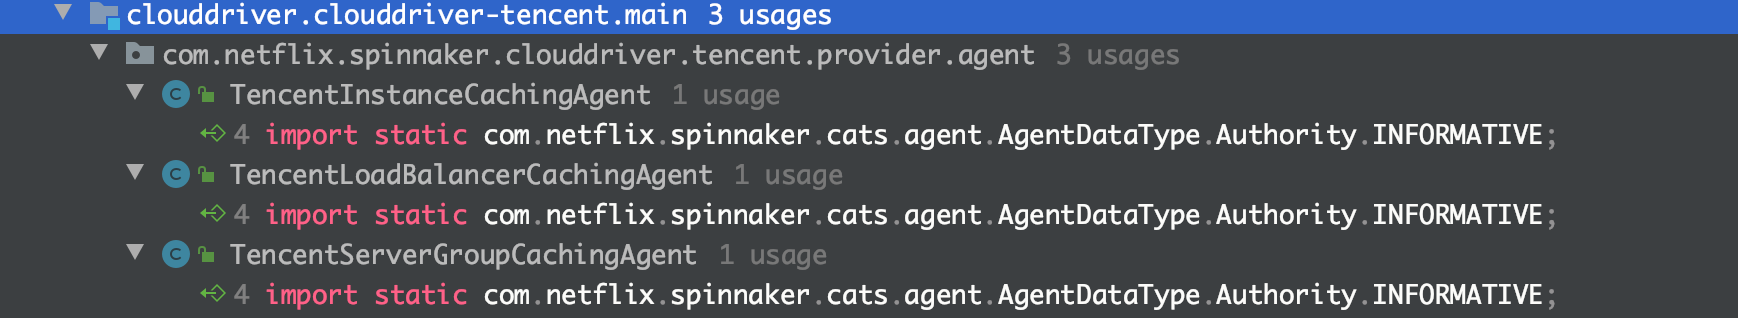 clouddriver.clouddriver-tencent.main 3 usages
com.netflix.spinnaker.clouddriver.tencent.provider.agent 3 usages
C TencentInstanceCachingAgent 1 usage
4 import static com.netflix.spinnaker.cats.agent.AgentDataType.Authority.INFORMATIVE;
C TencentLoadBalancerCachingAgent 1 usage
4 import static com.netflix.spinnaker.cats.agent.AgentDataType.Authority.INFORMATIVE;
C TencentServerGroupCachingAgent 1 usage
4 import static com.netflix.spinnaker.cats.agent.AgentDataType.Authority.INFORMATIVE;